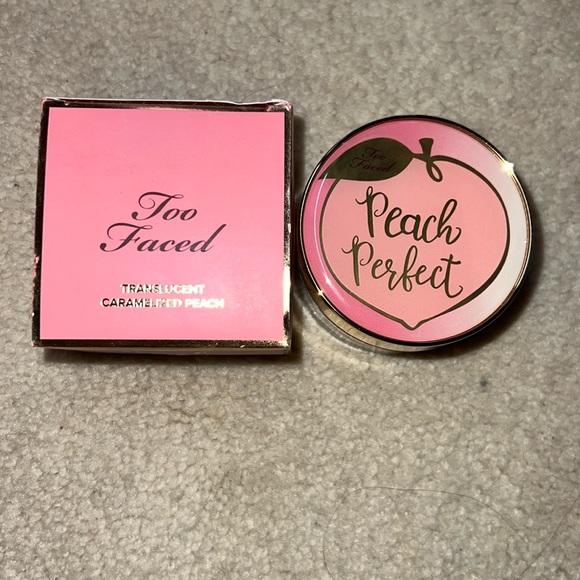 Too
Faced
TRANSLUCENT
CARAMELIZED PEACH
Too
Faced
Peach
Perfect